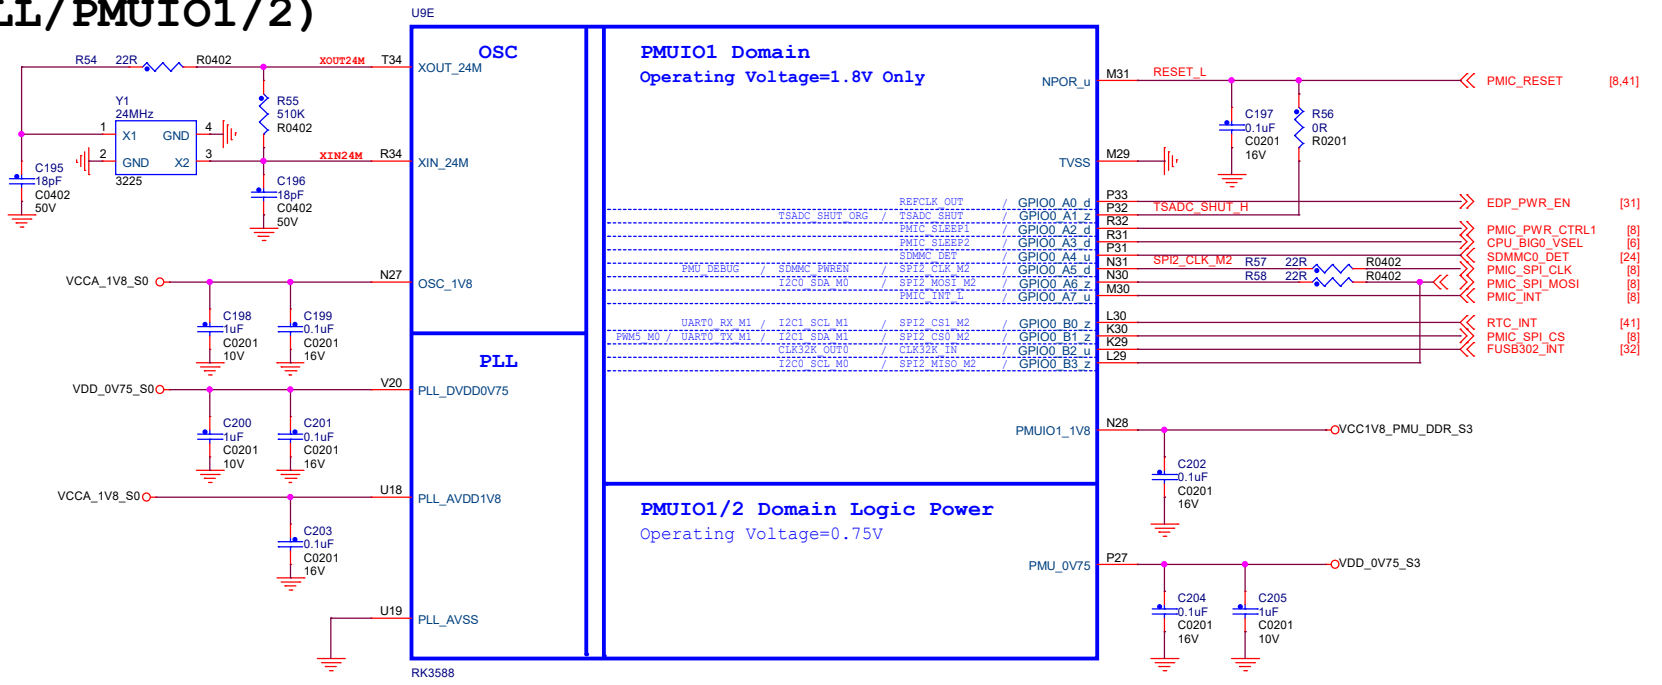 LL/PMUIO1/2)
U9E
OSC
PMUIO1 Domain
Operating Voltage=1.8V Only
R54 22R R0402 XOUT24M T34 XOUT_24M
Y1
24MHz
1 X1 GND 4
2 GND X2 3
3225
R55
510K
R0402
XIN24M R34 XIN_24M
C195
18pF
C0402
50V
C196
18pF
C0402
50V
VCCA_1V8_S0 N27 OSC_1V8
C198
1uF
C0201
10V
C199
0.1uF
C0201
16V
PLL
VDD_0V75_S0 V20 PLL_DVDD0V75
C200
1uF
C0201
10V
C201
0.1uF
C0201
16V
VCCA_1V8_S0 U18 PLL_AVDD1V8
C203
0.1uF
C0201
16V
U19 PLL_AVSS
RK3588
NPOR_u M31 RESET_L PMIC_RESET [8,41]
C197
0.1uF
C0201
16V
R56
0R
R0201
TVSS M29
REFCLK_OUT / GPIO0_A0_d P33 EDP_PWR_EN [31]
TSADC_SHUT_ORG / TSADC_SHUT / GPIO0_A1_z P32 TSADC_SHUT_H
PMIC_SLEEP1 / GPIO0_A2_d R32 PMIC_PWR_CTRL1 [8]
PMIC_SLEEP2 / GPIO0_A3_d R31 CPU_BIG0_VSEL [6]
SDMMC_DET / GPIO0_A4_u P31 SDMMC0_DET [24]
PMU_DEBUG / SDMMC_PWREN / SPI2_CLK_M2 / GPIO0_A5_d N31 SPI2_CLK_M2 R57 22R R0402 PMIC_SPI_CLK [8]
I2C0_SDA_M0 / SPI2_MOSI_M2 / GPIO0_A6_z N30 R58 22R R0402 PMIC_SPI_MOSI [8]
PMIC_INT_L / GPIO0_A7_u M30 PMIC_INT [8]
UART0_RX_M1 / I2C1_SCL_M1 / SPI2_CS1_M2 / GPIO0_B0_z L30 RTC_INT [41]
PWM5_M0 / UART0_TX_M1 / I2C1_SDA_M1 / SPI2_CS0_M2 / GPIO0_B1_z K30 PMIC_SPI_CS [8]
CLK32K_OUT0 / CLK32K_IN / GPIO0_B2_u K29 FUSB302_INT [32]
I2C0_SCL_M0 / SPI2_MISO_M2 / GPIO0_B3_z L29
PMUIO1_1V8 N28 VCC1V8_PMU_DDR_S3
C202
0.1uF
C0201
16V
PMUIO1/2 Domain Logic Power
Operating Voltage=0.75V
PMU_0V75 P27 VDD_0V75_S3
C204
0.1uF
C0201
16V
C205
1uF
C0201
10V